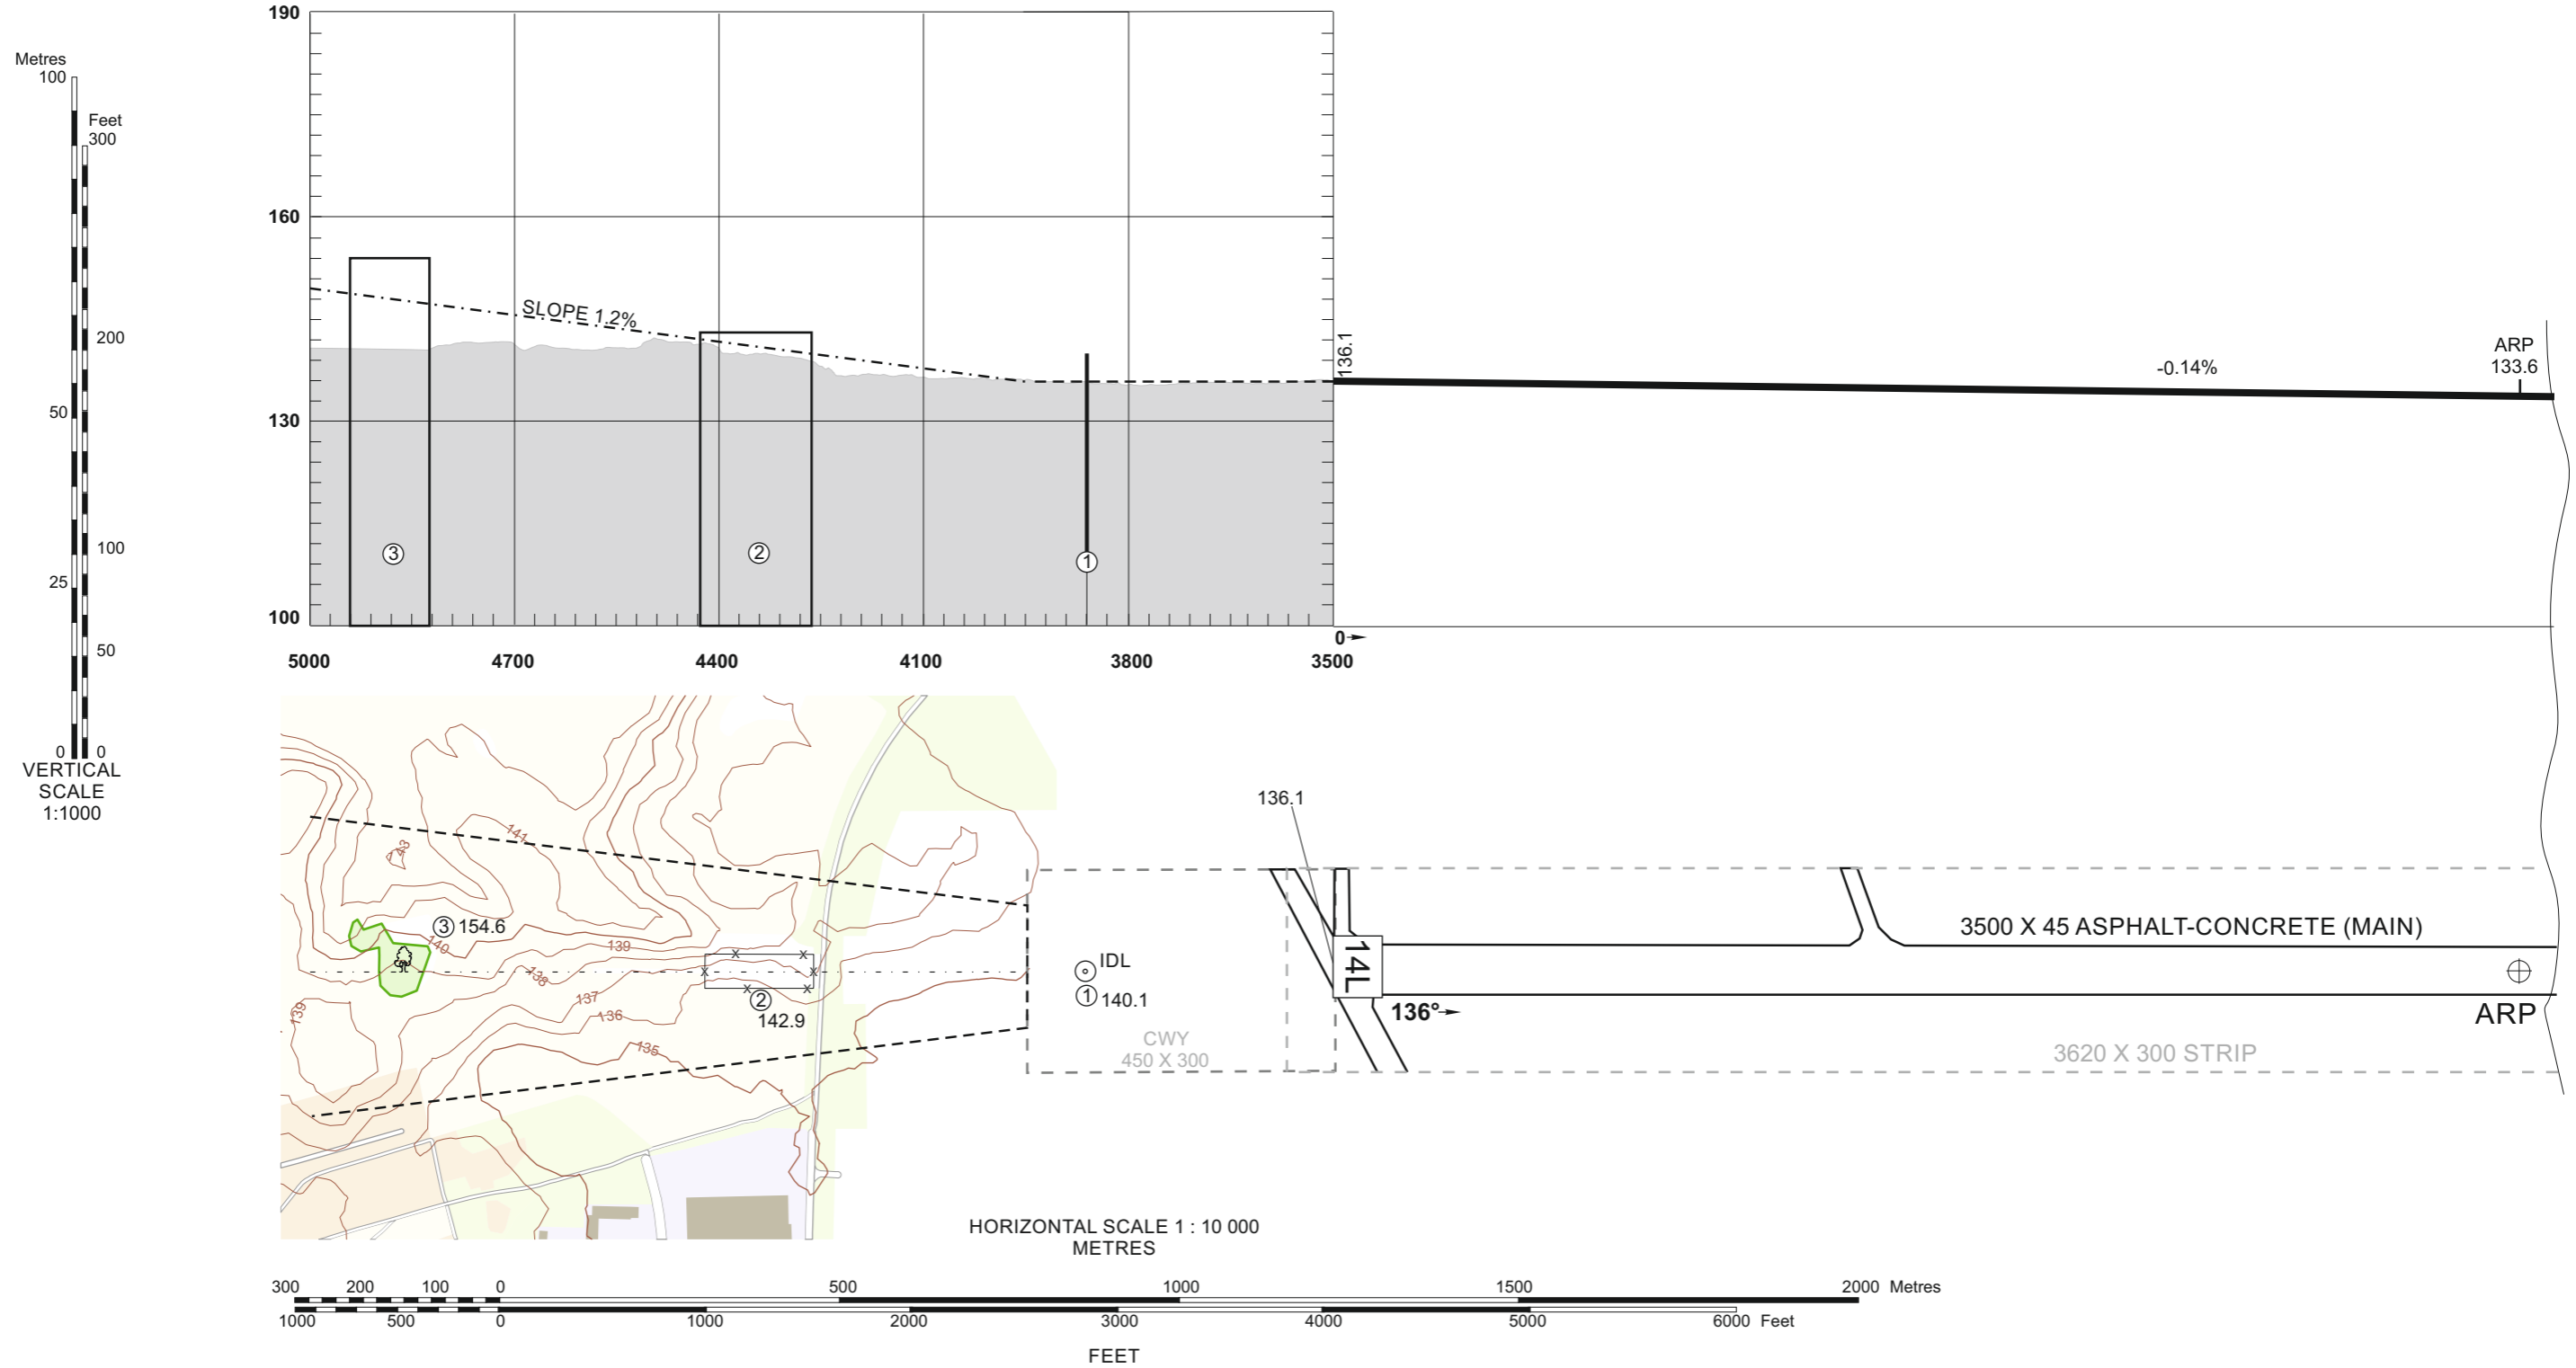 190
Metres
100
Feet
300
160
SLOPE 1.2%
136.1
-0.14%
ARP
133.6
200
50
130
100
25
3
2
1
100
50
0
0
VERTICAL
SCALE
1:1000
0
5000
4700
4400
4100
3800
3500
136.1
141
143
3 154.6
140
139
138
137
136
135
139
2
142.9
IDL
1 140.1
CWY
450 X 300
14L
136°
3500 X 45 ASPHALT-CONCRETE (MAIN)
ARP
3620 X 300 STRIP
HORIZONTAL SCALE 1 : 10 000
METRES
300 200 100 0 500 1000 1500 2000 Metres
1000 500 0 1000 2000 3000 4000 5000 6000 Feet
FEET